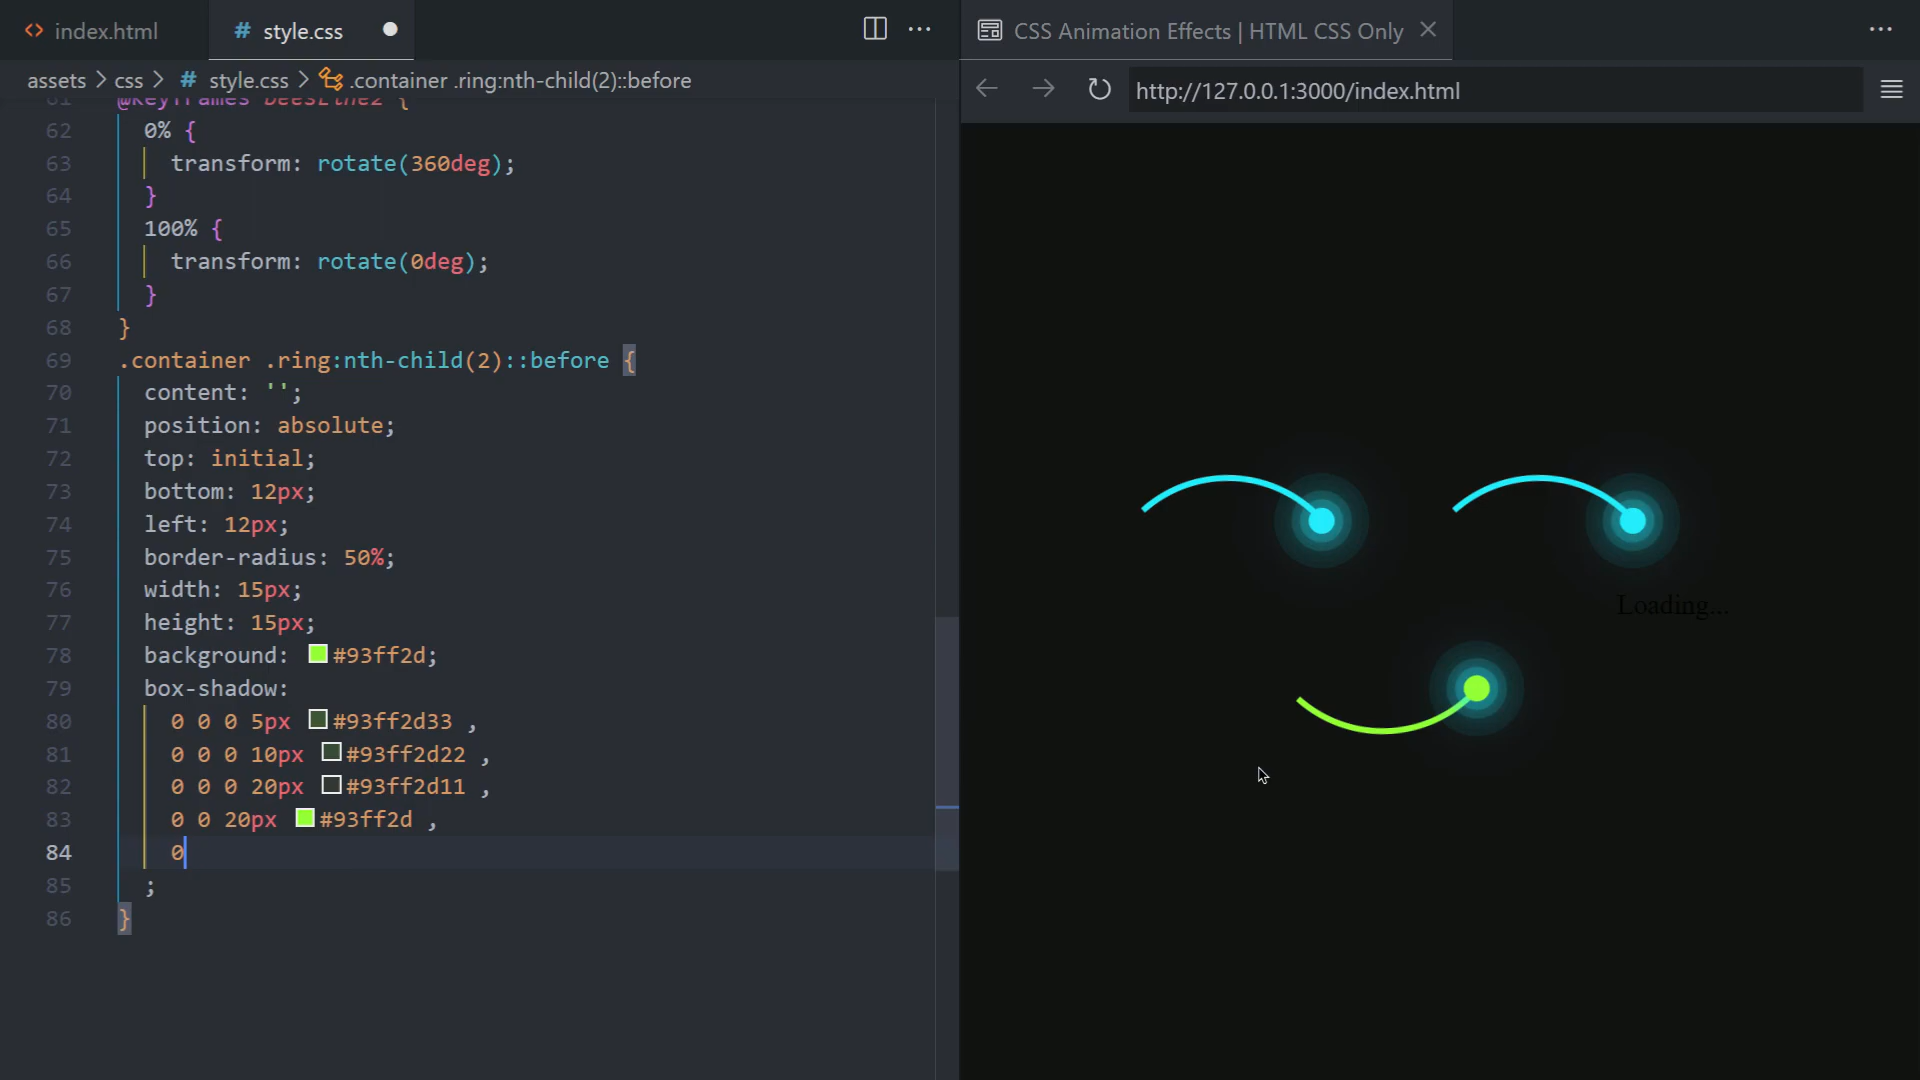 index.html
# style.css
CSS Animation Effects | HTML CSS Only
assets > css > # style.css > .container .ring:nth-child(2)::before
http://127.0.0.1:3000/index.html
61 @keyframes beesLine2 {
62 0% {
63 transform: rotate(360deg);
64 }
65 100% {
66 transform: rotate(0deg);
67 }
68 }
69 .container .ring:nth-child(2)::before {
70 content: '';
71 position: absolute;
72 top: initial;
73 bottom: 12px;
74 left: 12px;
75 border-radius: 50%;
76 width: 15px;
77 height: 15px;
78 background: #93ff2d;
79 box-shadow:
80 0 0 0 5px #93ff2d33 ,
81 0 0 0 10px #93ff2d22 ,
82 0 0 0 20px #93ff2d11 ,
83 0 0 20px #93ff2d ,
84 0
85 ;
86 }
Loading...